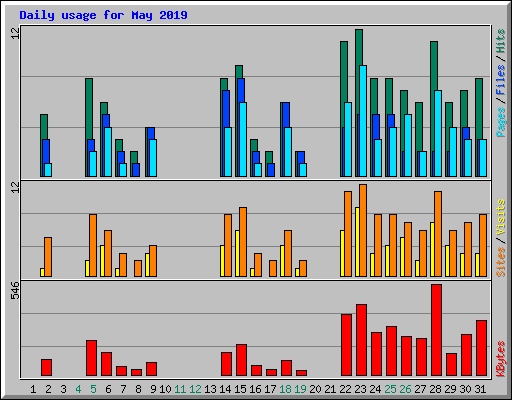 Daily usage for May 2019
12
Pages / Files / Hits
12
Sites / Visits
546
KBytes
1 2 3 4 5 6 7 8 9 10 11 12 13 14 15 16 17 18 19 20 21 22 23 24 25 26 27 28 29 30 31